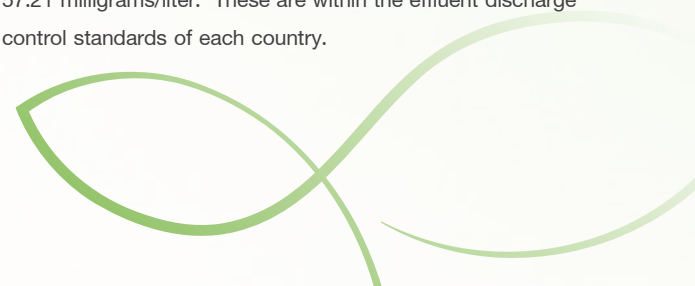 57.21 milligrams/liter. These are within the effluent discharge
control standards of each country.